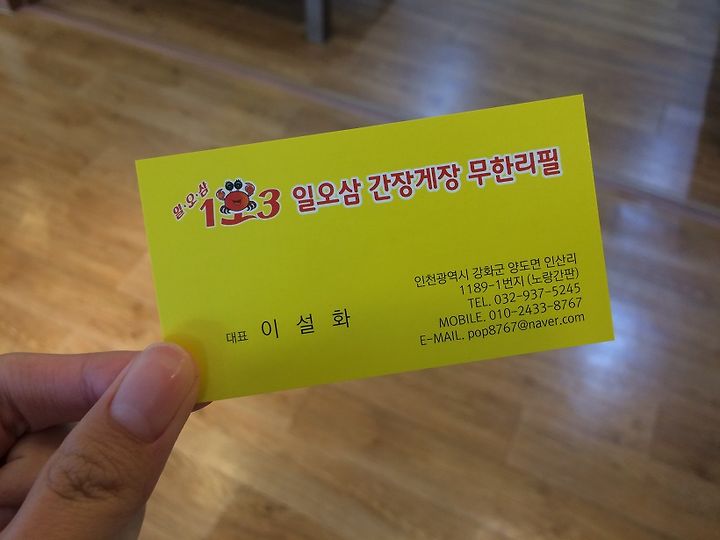 일·오·삼
1 3 일오삼 간장게장 무한리필
인천광역시 강화군 양도면 인산리
1189-1번지 (노랑간판)
TEL. 032-937-5245
MOBILE. 010-2433-8767
E-MAIL. pop8767@naver.com
대표 이 설 화